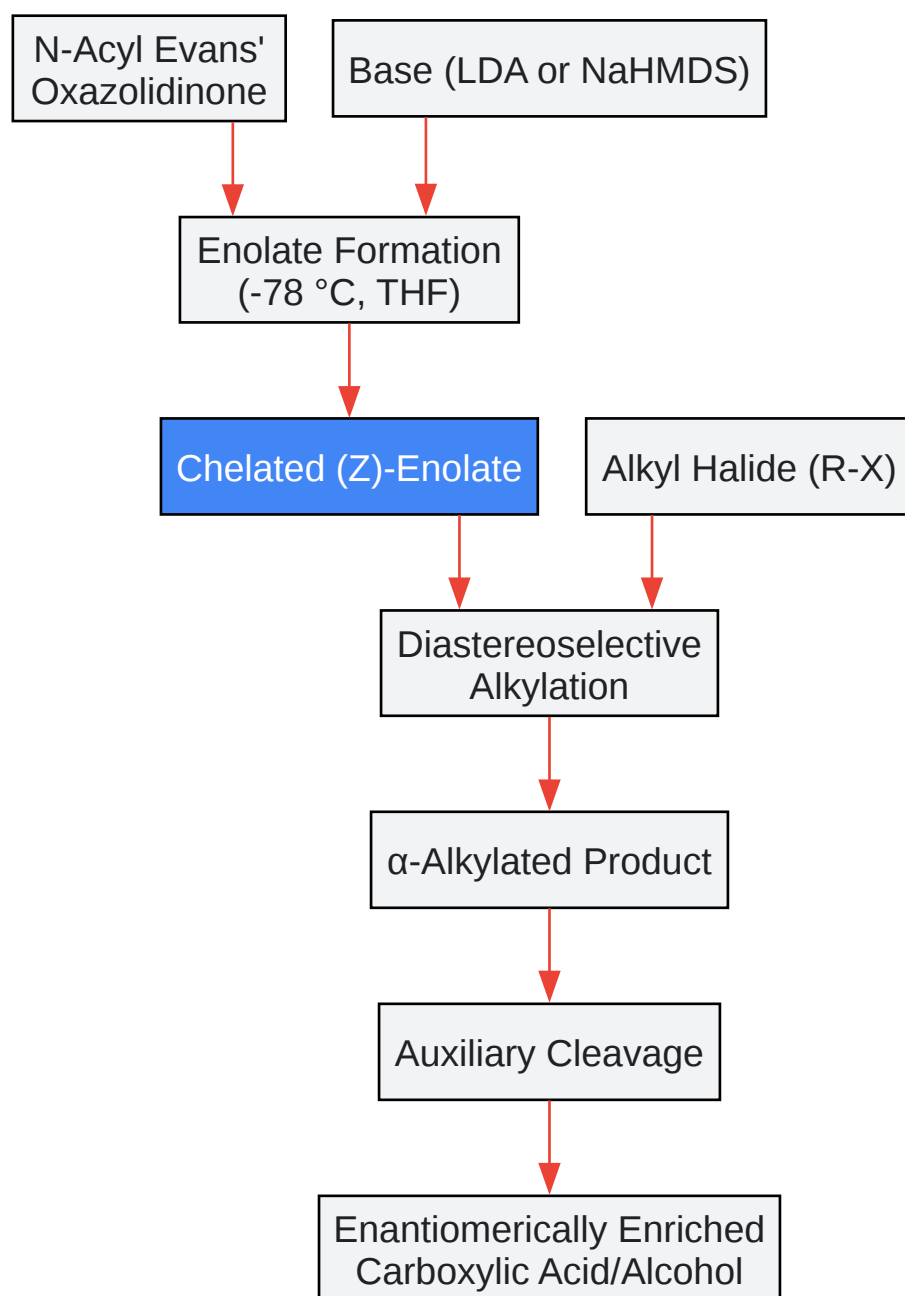 N-Acyl Evans'
Oxazolidinone
Base (LDA or NaHMDS)
Enolate Formation
(-78 °C, THF)
Chelated (Z)-Enolate
Alkyl Halide (R-X)
Diastereoselective
Alkylation
α-Alkylated Product
Auxiliary Cleavage
Enantiomerically Enriched
Carboxylic Acid/Alcohol